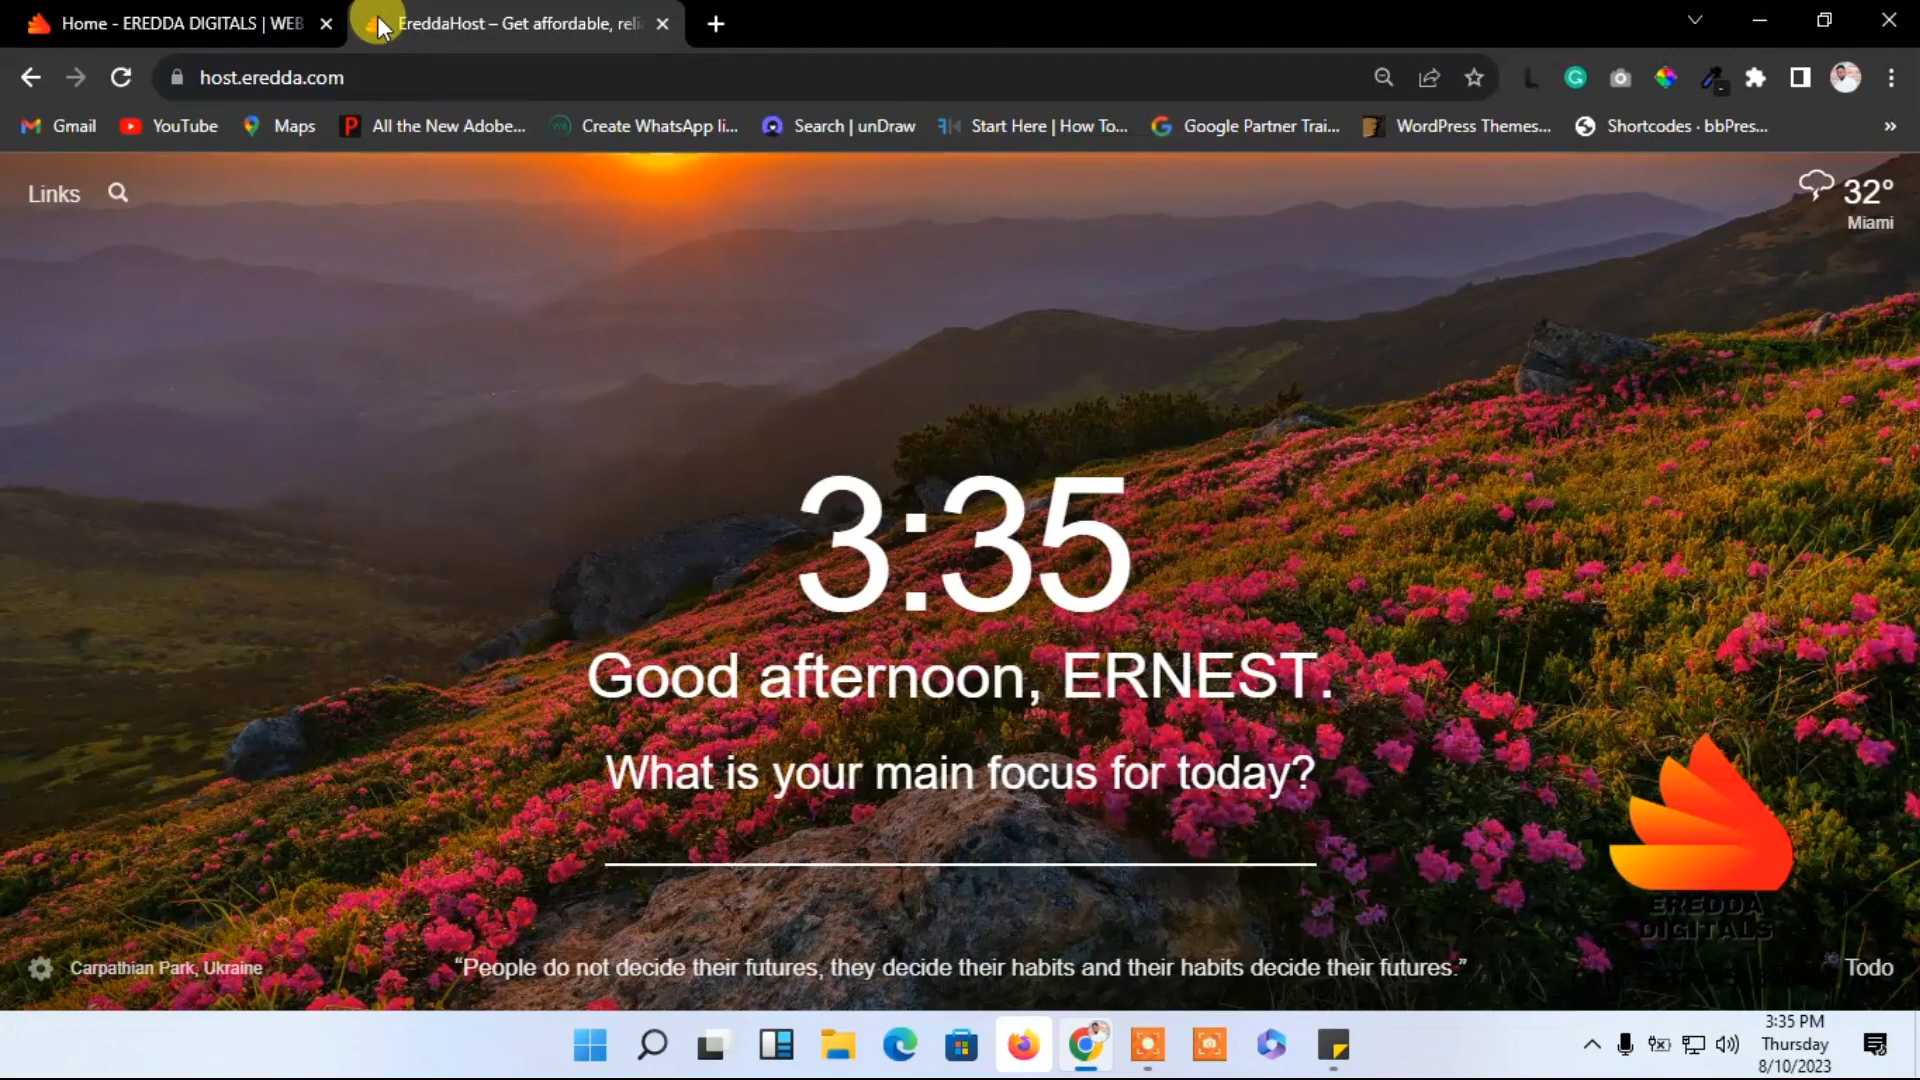 Home - EREDDA DIGITALS | WEB
EreddaHost – Get affordable, reli
host.eredda.com
Gmail
YouTube
Maps
All the New Adobe...
Create WhatsApp li...
Search | unDraw
Start Here | How To...
Google Partner Trai...
WordPress Themes...
Shortcodes · bbPres...
Links
32°
Miami
3:35
Good afternoon, ERNEST.
What is your main focus for today?
EREDDA
DIGITALS
Carpathian Park, Ukraine
“People do not decide their futures, they decide their habits and their habits decide their futures.”
Todo
3:35 PM
Thursday
8/10/2023